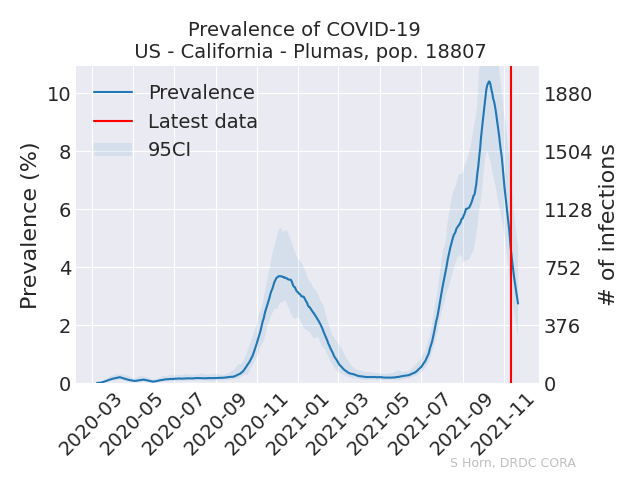 Prevalence of COVID-19
US - California - Plumas, pop. 18807
Prevalence
Latest data
95CI
Prevalence (%)
10
8
6
4
2
0
1880
1504
1128
752
376
0
# of infections
2020-03
2020-05
2020-07
2020-09
2020-11
2021-01
2021-03
2021-05
2021-07
2021-09
2021-11
S Horn, DRDC CORA